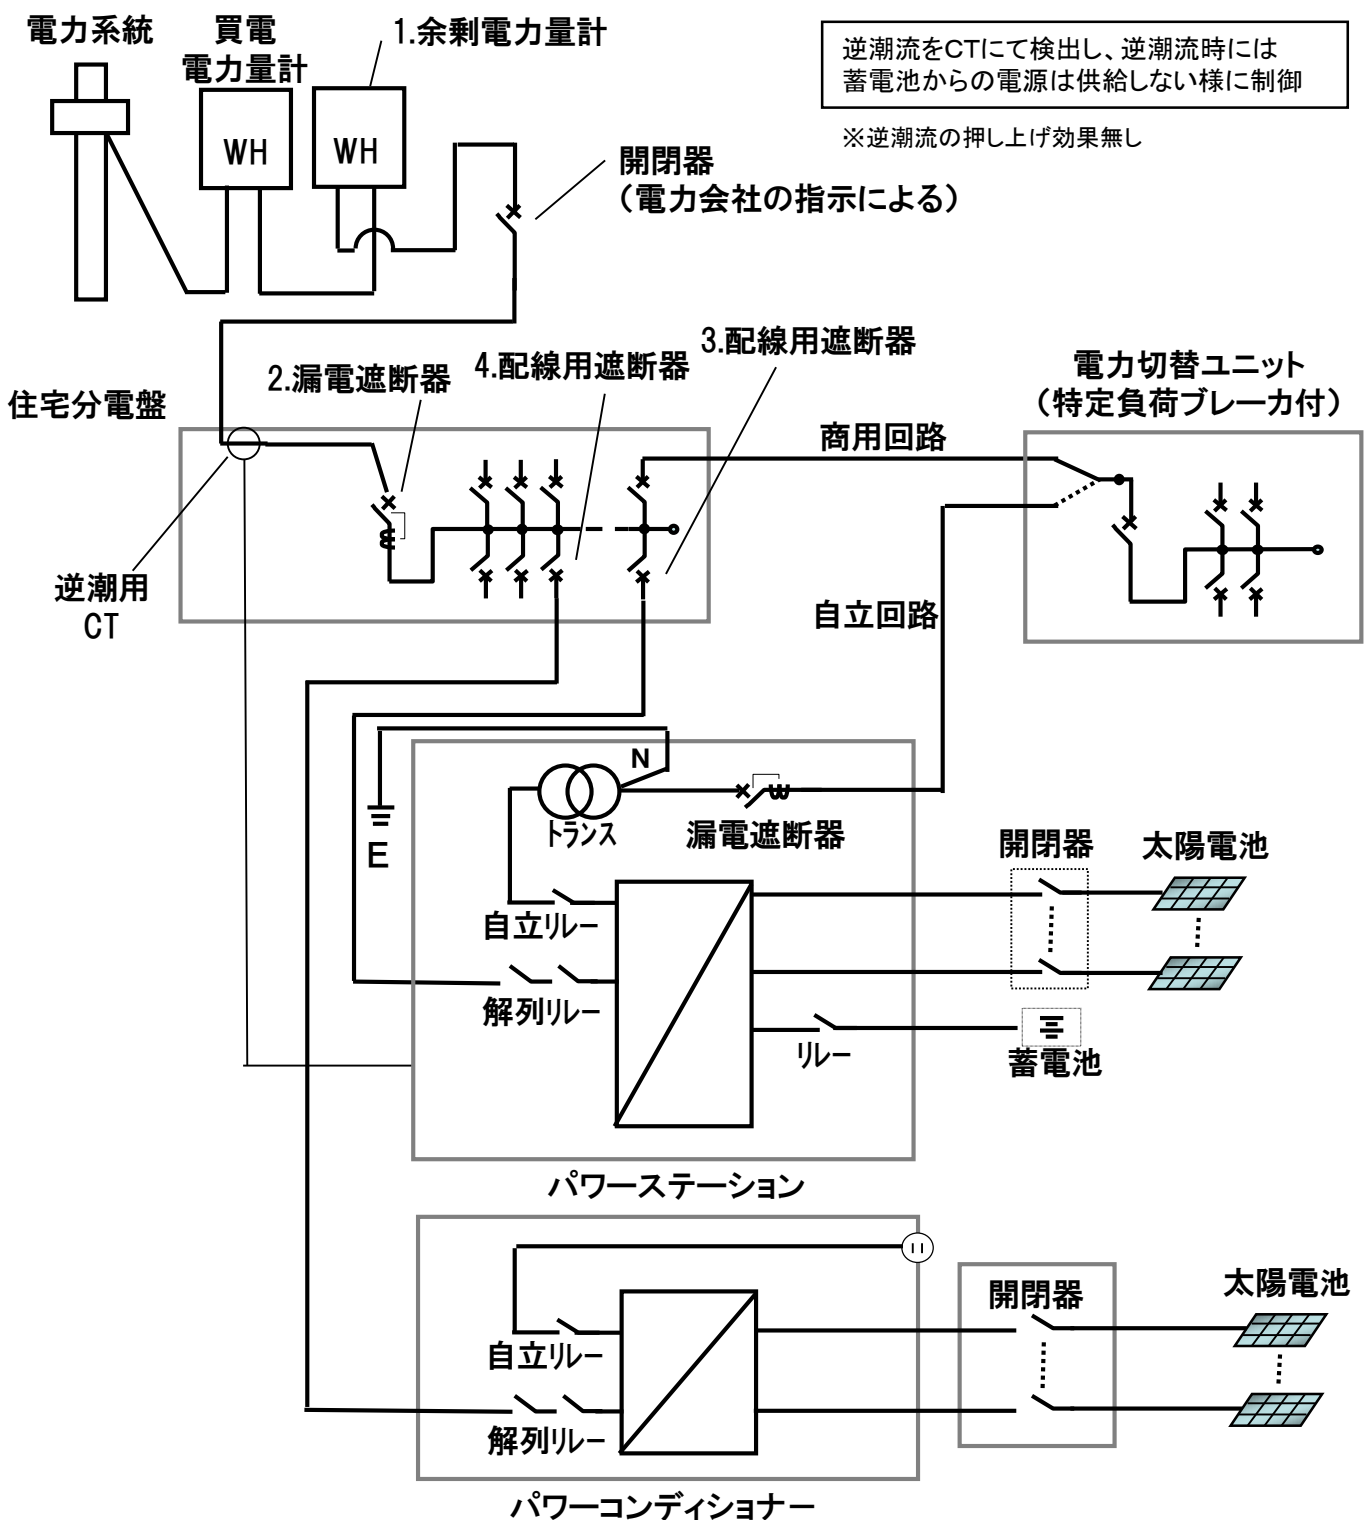 電力系統
買電
電力量計
1.余剰電力量計
逆潮流をCTにて検出し、逆潮流時には
蓄電池からの電源は供給しない様に制御
※逆潮流の押し上げ効果無し
WH
WH
開閉器
(電力会社の指示による)
住宅分電盤
2.漏電遮断器
4.配線用遮断器
3.配線用遮断器
電力切替ユニット
(特定負荷ブレーカ付)
商用回路
逆潮用
CT
自立回路
N
トランス
漏電遮断器
E
開閉器
太陽電池
自立リレー
解列リレー
リレー
蓄電池
パワーステーション
開閉器
太陽電池
自立リレー
解列リレー
パワーコンディショナー